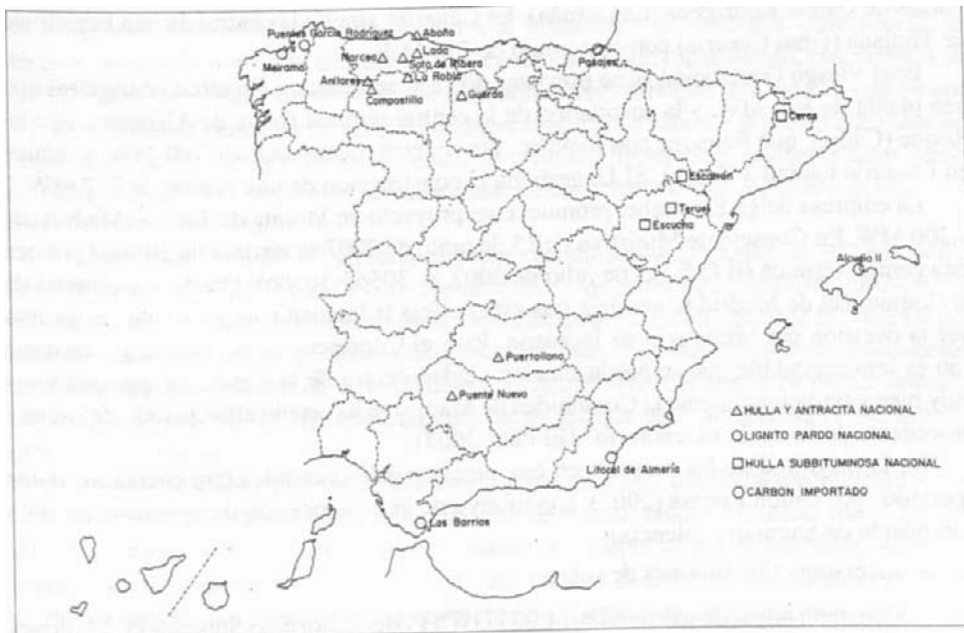 Puentes García Rodríguez
Aboño
Lada
Narcea
Soto de Ribera
Meirama
Anllares
La Robla
Compostilla
Guardo
Pasajes
Cercs
Escatrón
Teruel
Escucha
Alcudia II
Puertollano
Puente Nuevo
Litoral de Almería
Los Barrios
HULLA Y ANTRACITA NACIONAL
LIGNITO PARDO NACIONAL
HULLA SUBBITUMINOSA NACIONAL
CARBON IMPORTADO